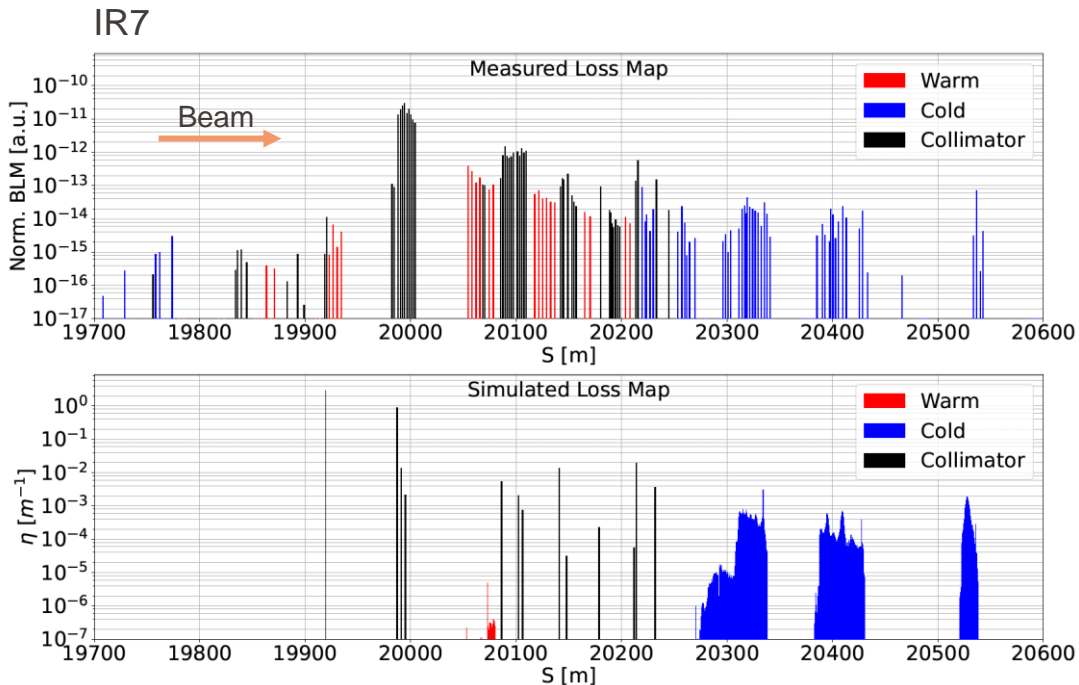 IR7
Measured Loss Map
Beam
Warm
Cold
Collimator
Norm. BLM [a.u.]
10⁻¹⁰
10⁻¹¹
10⁻¹²
10⁻¹³
10⁻¹⁴
10⁻¹⁵
10⁻¹⁶
10⁻¹⁷
19700 19800 19900 20000 20100 20200 20300 20400 20500 20600
S [m]
Simulated Loss Map
Warm
Cold
Collimator
η [m⁻¹]
10⁰
10⁻¹
10⁻²
10⁻³
10⁻⁴
10⁻⁵
10⁻⁶
10⁻⁷
19700 19800 19900 20000 20100 20200 20300 20400 20500 20600
S [m]